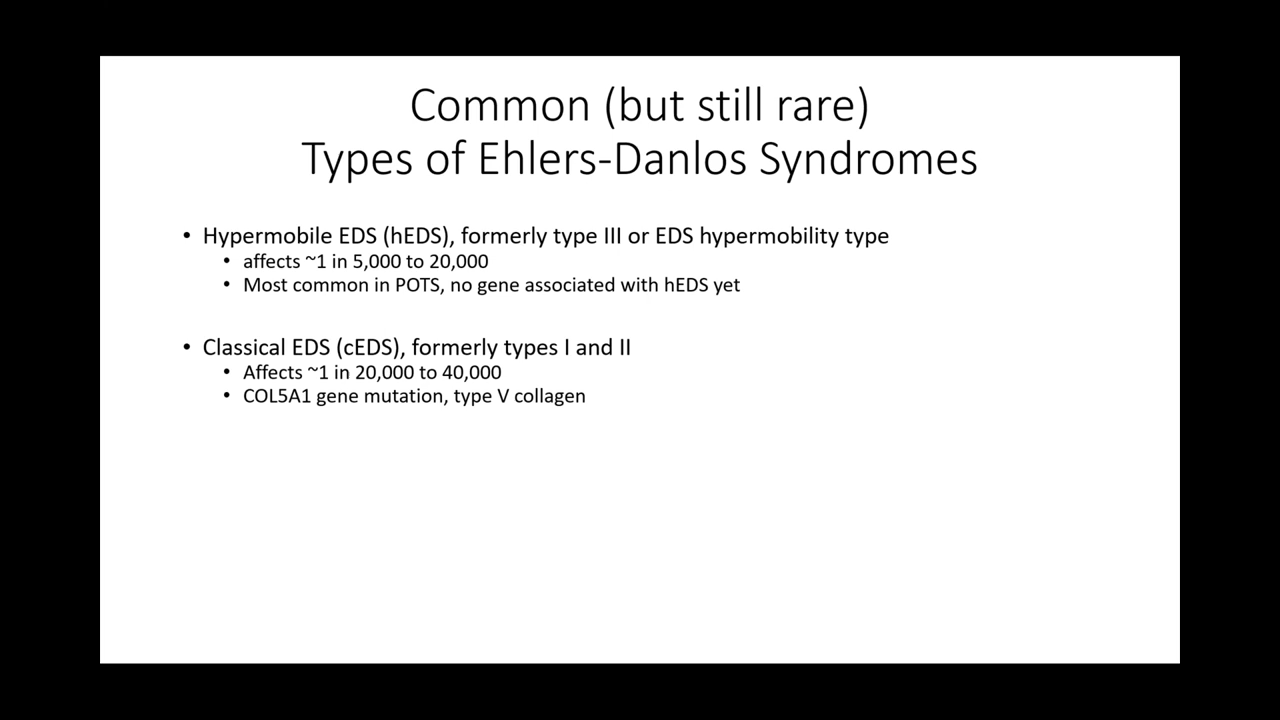 Common (but still rare)
Types of Ehlers-Danlos Syndromes
• Hypermobile EDS (hEDS), formerly type III or EDS hypermobility type
• affects ~1 in 5,000 to 20,000
• Most common in POTS, no gene associated with hEDS yet
• Classical EDS (cEDS), formerly types I and II
• Affects ~1 in 20,000 to 40,000
• COL5A1 gene mutation, type V collagen